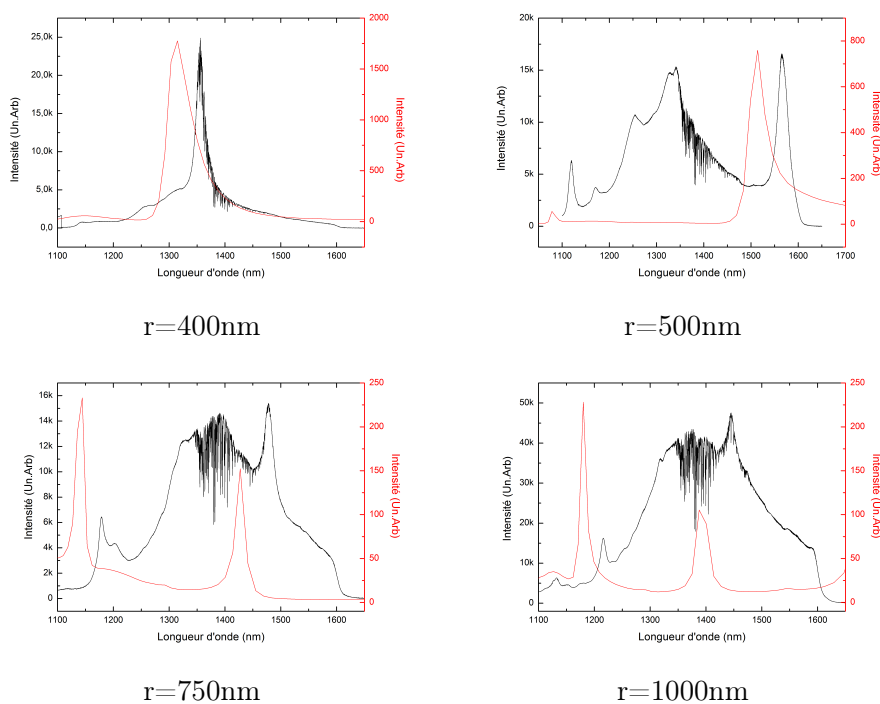 25,0k
20,0k
15,0k
10,0k
5,0k
0,0
Intensité (Un.Arb)
2000
1500
1000
500
0
Intensité (Un.Arb)
1100 1200 1300 1400 1500 1600
Longueur d'onde (nm)
r=400nm
20k
15k
10k
5k
0
Intensité (Un.Arb)
800
600
400
200
0
Intensité (Un.Arb)
1100 1200 1300 1400 1500 1600 1700
Longueur d'onde (nm)
r=500nm
16k
14k
12k
10k
8k
6k
4k
2k
0
Intensité (Un.Arb)
250
200
150
100
50
0
Intensité (Un.Arb)
1100 1200 1300 1400 1500 1600
Longueur d'onde (nm)
r=750nm
50k
40k
30k
20k
10k
0
Intensité (Un.Arb)
250
200
150
100
50
0
Intensité (Un.Arb)
1100 1200 1300 1400 1500 1600
Longueur d'onde (nm)
r=1000nm